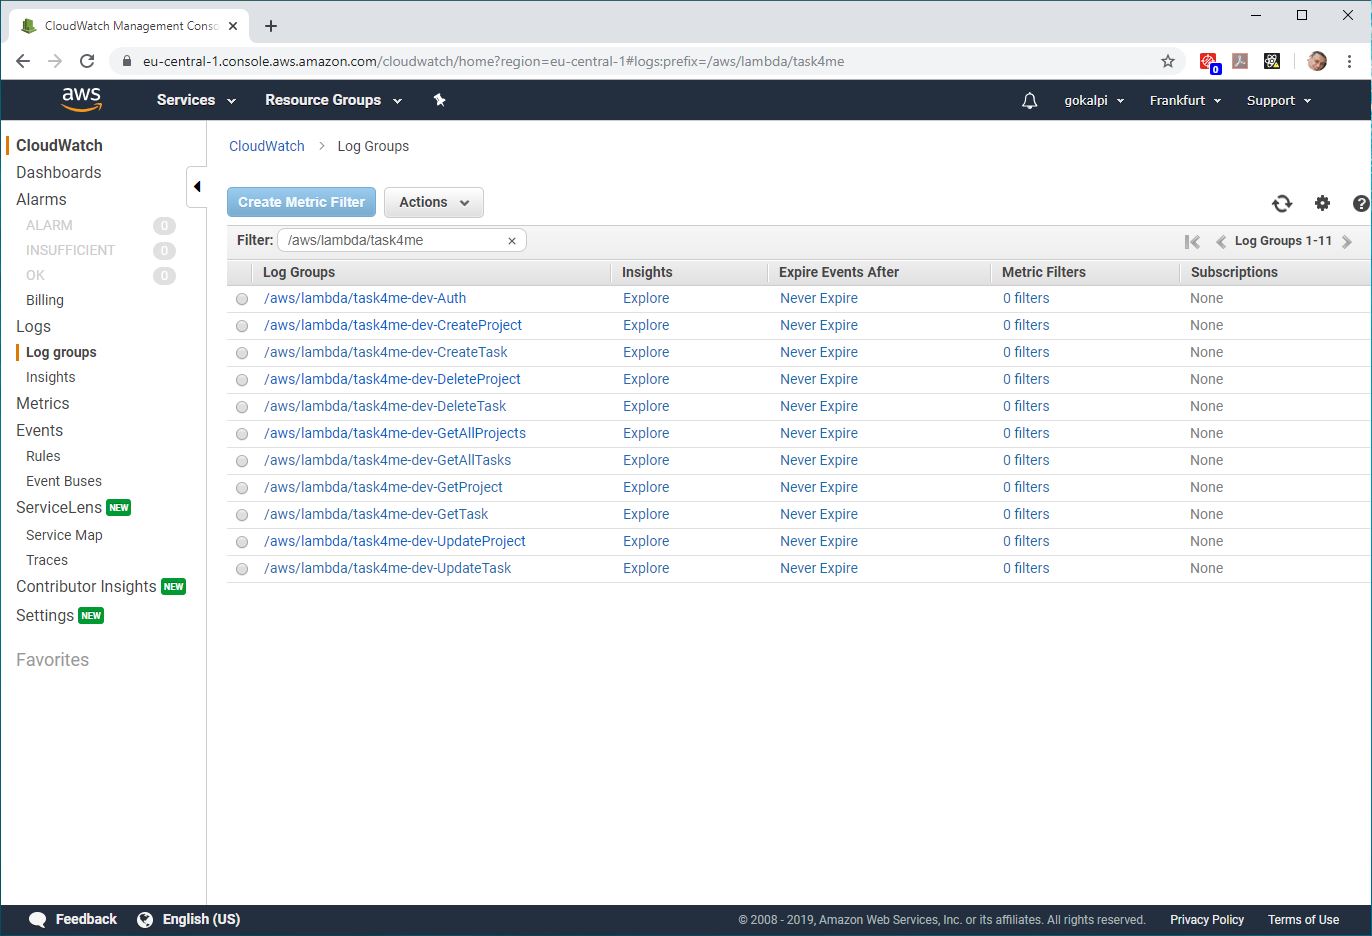 CloudWatch Management Conso
eu-central-1.console.aws.amazon.com/cloudwatch/home?region=eu-central-1#logs:prefix=/aws/lambda/task4me
0
aws Services Resource Groups gokalpi Frankfurt Support
CloudWatch
Dashboards
Alarms
ALARM 0
INSUFFICIENT 0
OK 0
Billing
Logs
Log groups
Insights
Metrics
Events
Rules
Event Buses
ServiceLens NEW
Service Map
Traces
Contributor Insights NEW
Settings NEW
Favorites
CloudWatch > Log Groups
Create Metric Filter Actions
Filter: /aws/lambda/task4me × Log Groups 1-11
Log Groups Insights Expire Events After Metric Filters Subscriptions
/aws/lambda/task4me-dev-Auth Explore Never Expire 0 filters None
/aws/lambda/task4me-dev-CreateProject Explore Never Expire 0 filters None
/aws/lambda/task4me-dev-CreateTask Explore Never Expire 0 filters None
/aws/lambda/task4me-dev-DeleteProject Explore Never Expire 0 filters None
/aws/lambda/task4me-dev-DeleteTask Explore Never Expire 0 filters None
/aws/lambda/task4me-dev-GetAllProjects Explore Never Expire 0 filters None
/aws/lambda/task4me-dev-GetAllTasks Explore Never Expire 0 filters None
/aws/lambda/task4me-dev-GetProject Explore Never Expire 0 filters None
/aws/lambda/task4me-dev-GetTask Explore Never Expire 0 filters None
/aws/lambda/task4me-dev-UpdateProject Explore Never Expire 0 filters None
/aws/lambda/task4me-dev-UpdateTask Explore Never Expire 0 filters None
Feedback English (US) © 2008 - 2019, Amazon Web Services, Inc. or its affiliates. All rights reserved. Privacy Policy Terms of Use